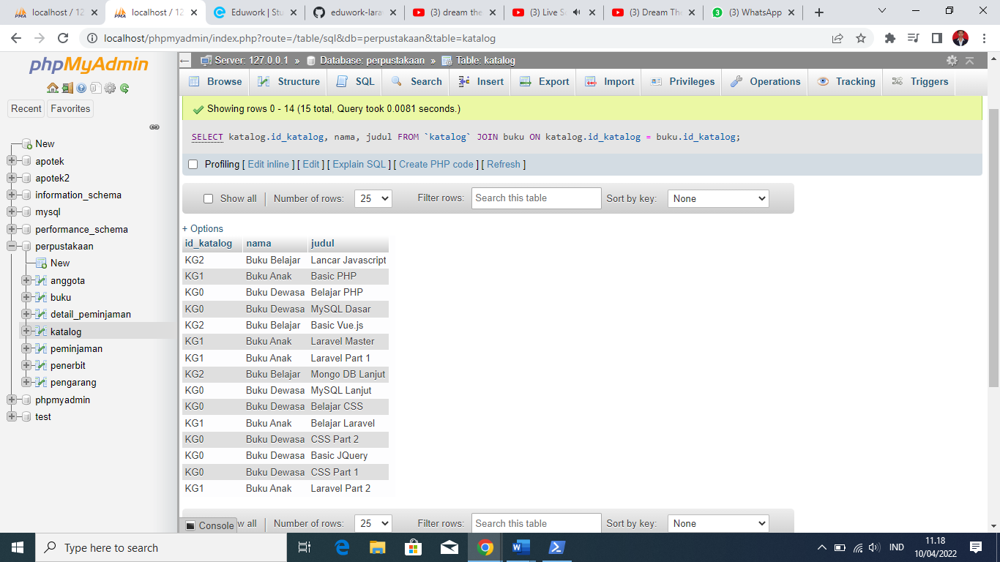 localhost / 12
localhost / 12
Eduwork | Stu
eduwork-lara
(3) dream the
(3) Live S
(3) Dream The
(3) WhatsApp
localhost/phpmyadmin/index.php?route=/table/sql&db=perpustakaan&table=katalog
phpMyAdmin
Recent
Favorites
New
apotek
apotek2
information_schema
mysql
performance_schema
perpustakaan
New
anggota
buku
detail_peminjaman
katalog
peminjaman
penerbit
pengarang
phpmyadmin
test
Server: 127.0.0.1 » Database: perpustakaan » Table: katalog
Browse Structure SQL Search Insert Export Import Privileges Operations Tracking Triggers
Showing rows 0 - 14 (15 total, Query took 0.0081 seconds.)
SELECT katalog.id_katalog, nama, judul FROM `katalog` JOIN buku ON katalog.id_katalog = buku.id_katalog;
Profiling [ Edit inline ] [ Edit ] [ Explain SQL ] [ Create PHP code ] [ Refresh ]
Show all Number of rows: 25 Filter rows: Search this table Sort by key: None
+ Options
id_katalog nama judul
KG2 Buku Belajar Lancar Javascript
KG1 Buku Anak Basic PHP
KG0 Buku Dewasa Belajar PHP
KG0 Buku Dewasa MySQL Dasar
KG2 Buku Belajar Basic Vue.js
KG1 Buku Anak Laravel Master
KG1 Buku Anak Laravel Part 1
KG2 Buku Belajar Mongo DB Lanjut
KG0 Buku Dewasa MySQL Lanjut
KG0 Buku Dewasa Belajar CSS
KG1 Buku Anak Belajar Laravel
KG0 Buku Dewasa CSS Part 2
KG0 Buku Dewasa Basic JQuery
KG0 Buku Dewasa CSS Part 1
KG1 Buku Anak Laravel Part 2
Console w all Number of rows: 25 Filter rows: Search this table Sort by key: None
Type here to search
IND
11.18
10/04/2022